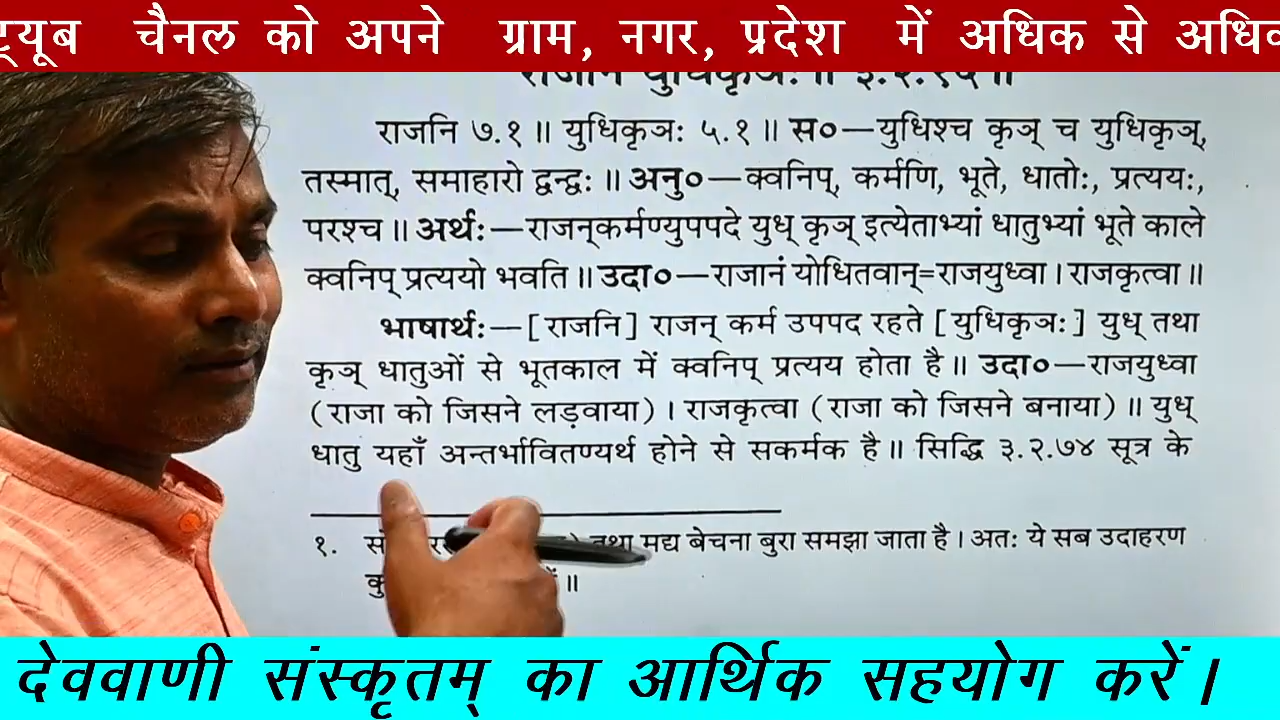 चैनल को अपने ग्राम, नगर, प्रदेश में अधिक से
राजनि युधिकृञः॥ ३.२.९५॥
राजनि ७.१॥ युधिकृञः ५.१॥ स०—युधिश्च कृञ् च युधिकृञ्,
तस्मात्, समाहारो द्वन्द्वः॥ अनु०—क्वनिप्, कर्मणि, भूते, धातोः, प्रत्ययः,
परश्च॥ अर्थः—राजन्कर्मण्युपपदे युध् कृञ् इत्येताभ्यां धातुभ्यां भूते काले
क्वनिप् प्रत्ययो भवति॥ उदा०—राजानं योधितवान्=राजयुध्वा। राजकृत्वा॥
भाषार्थः—[राजनि] राजन् कर्म उपपद रहते [युधिकृञः] युध् तथा
कृञ् धातुओं से भूतकाल में क्वनिप् प्रत्यय होता है॥ उदा०—राजयुध्वा
(राजा को जिसने लड़वाया)। राजकृत्वा (राजा को जिसने बनाया)॥ युध्
धातु यहाँ अन्तर्भावितण्यर्थ होने से सकर्मक है॥ सिद्धि ३.२.७४ सूत्र के
१. तथा मद्य बेचना बुरा समझा जाता है। अतः ये सब उदाहरण
॥
देववाणी संस्कृतम् का आर्थिक सहयोग करें।